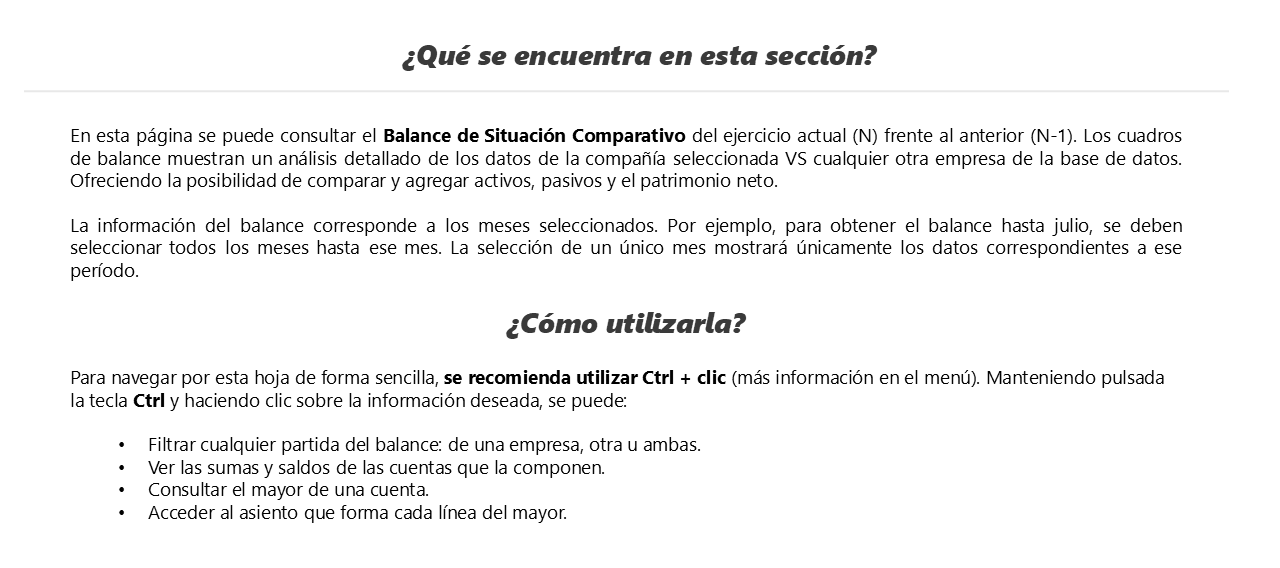 ¿Qué se encuentra en esta sección?
En esta página se puede consultar el Balance de Situación Comparativo del ejercicio actual (N) frente al anterior (N-1). Los cuadros
de balance muestran un análisis detallado de los datos de la compañía seleccionada VS cualquier otra empresa de la base de datos.
Ofreciendo la posibilidad de comparar y agregar activos, pasivos y el patrimonio neto.
La información del balance corresponde a los meses seleccionados. Por ejemplo, para obtener el balance hasta julio, se deben
seleccionar todos los meses hasta ese mes. La selección de un único mes mostrará únicamente los datos correspondientes a ese
período.
¿Cómo utilizarla?
Para navegar por esta hoja de forma sencilla, se recomienda utilizar Ctrl + clic (más información en el menú). Manteniendo pulsada
la tecla Ctrl y haciendo clic sobre la información deseada, se puede:
• Filtrar cualquier partida del balance: de una empresa, otra u ambas.
• Ver las sumas y saldos de las cuentas que la componen.
• Consultar el mayor de una cuenta.
• Acceder al asiento que forma cada línea del mayor.